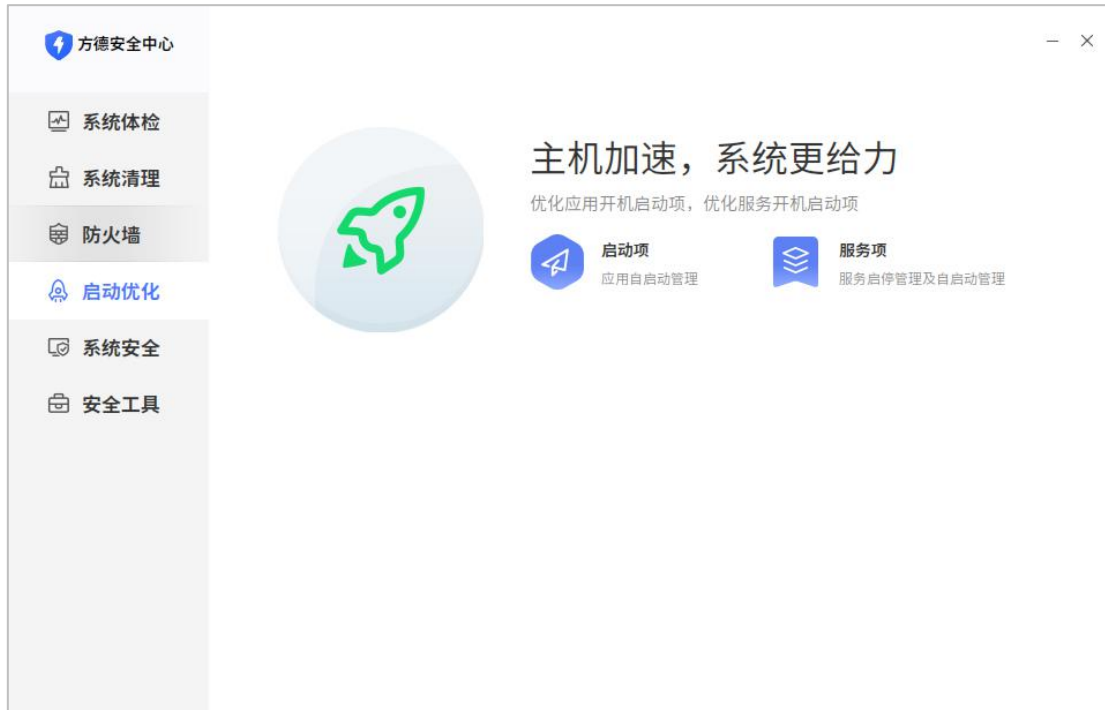 方德安全中心
系统体检
系统清理
防火墙
启动优化
系统安全
安全工具
主机加速，系统更给力
优化应用开机启动项，优化服务开机启动项
启动项
应用自启动管理
服务项
服务启停管理及自启动管理